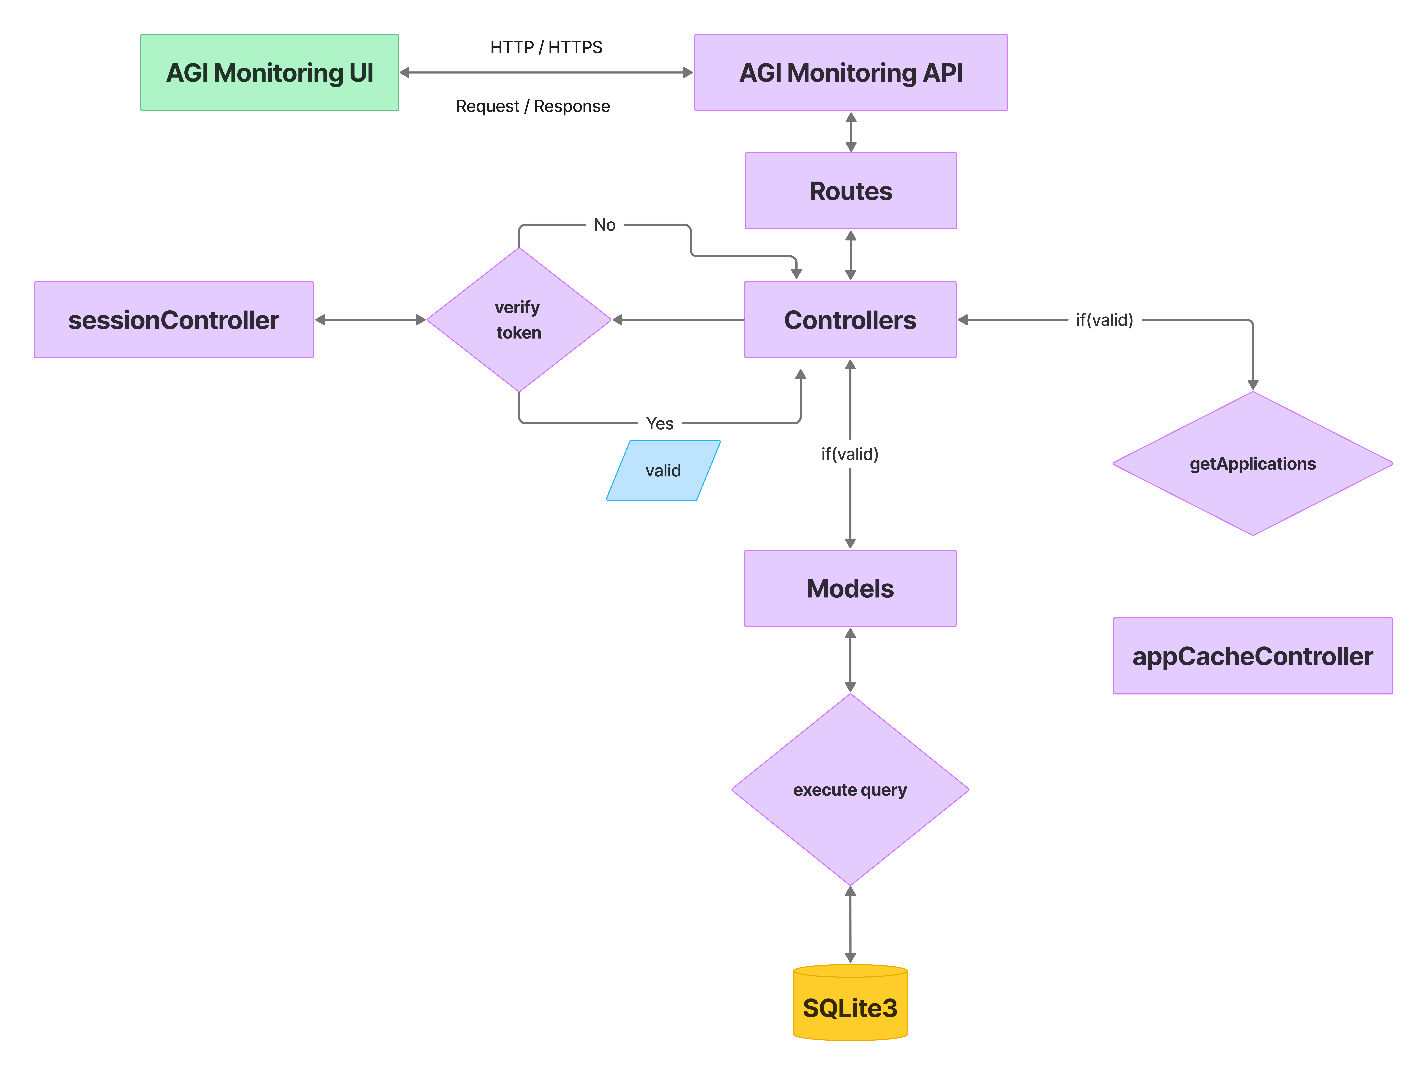 HTTP / HTTPS
AGI Monitoring UI
AGI Monitoring API
Request / Response
Routes
No
verify
token
sessionController
Controllers
if(valid)
Yes
if(valid)
valid
getApplications
Models
appCacheController
execute query
SQLite3